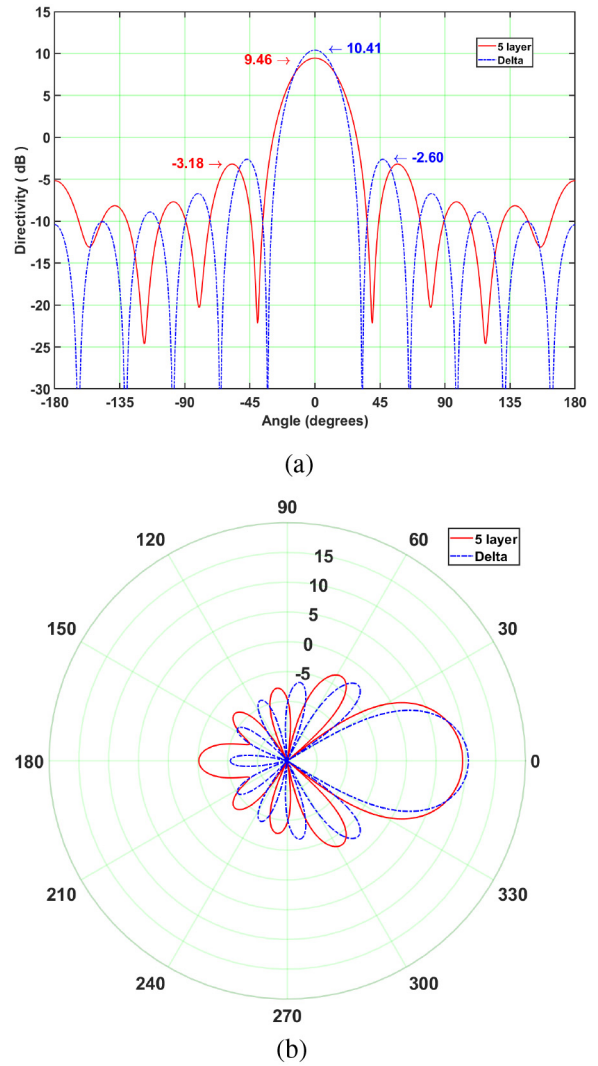 15
10
5
0
-5
-10
-15
-20
-25
-30
Directivity ( dB )
9.46 →
← 10.41
-3.18 →
← -2.60
5 layer
Delta
-180 -135 -90 -45 0 45 90 135 180
Angle (degrees)
(a)
90
120 60
5 layer
Delta
15
10
150 5 30
0
-5
180 0
210 330
240 300
270
(b)